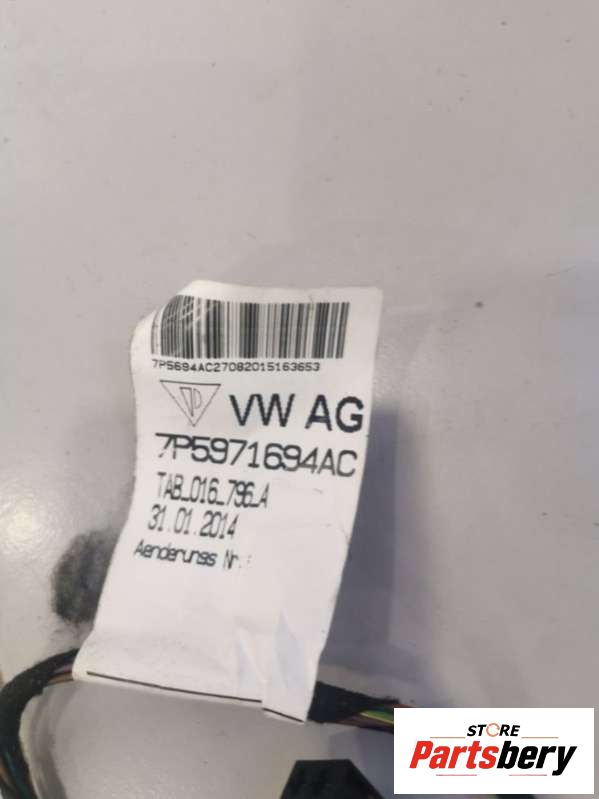 7P5694AC27082015163653
VW AG
7P5971694AC
TAB_016_796_A
31.01.2014
Aenderungs Nr.:
STORE
Partsbery